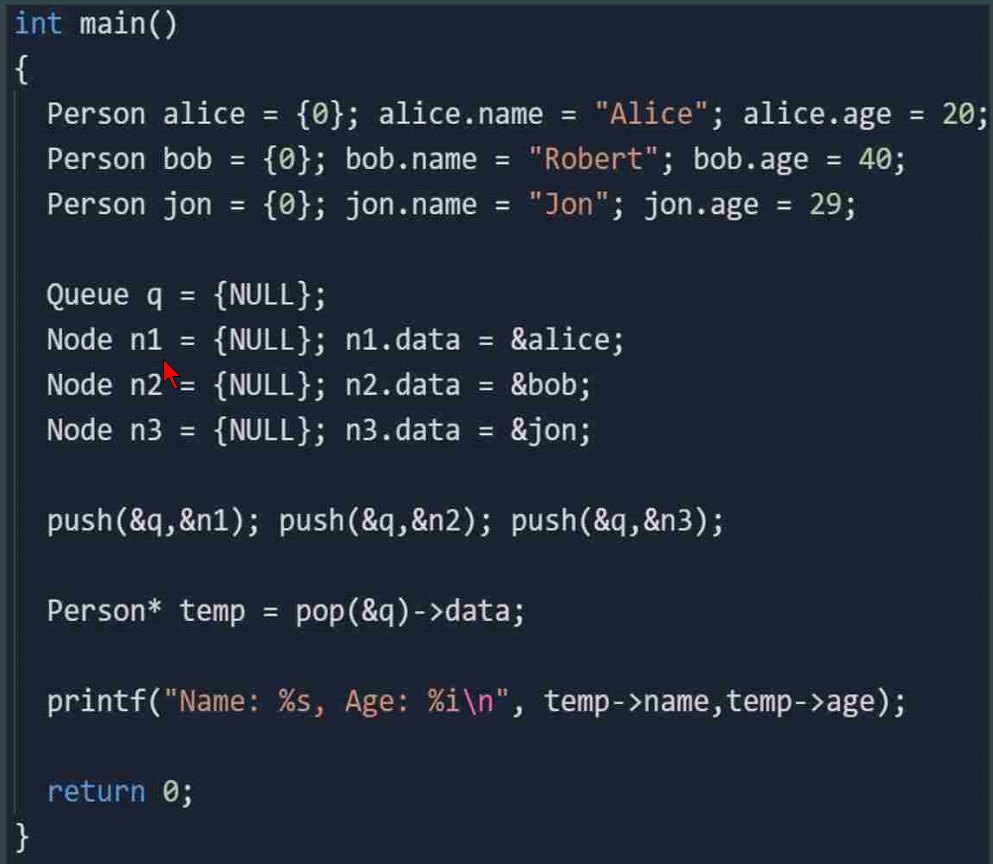 int main()
{
Person alice = {0}; alice.name = "Alice"; alice.age = 20;
Person bob = {0}; bob.name = "Robert"; bob.age = 40;
Person jon = {0}; jon.name = "Jon"; jon.age = 29;
Queue q = {NULL};
Node n1 = {NULL}; n1.data = &alice;
Node n2 = {NULL}; n2.data = &bob;
Node n3 = {NULL}; n3.data = &jon;
push(&q,&n1); push(&q,&n2); push(&q,&n3);
Person* temp = pop(&q)->data;
printf("Name: %s, Age: %i\n", temp->name,temp->age);
return 0;
}